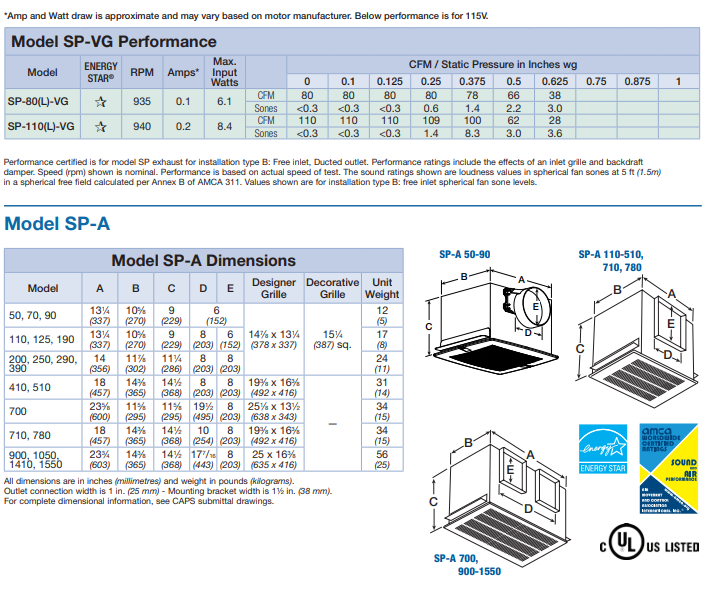 *Amp and Watt draw is approximate and may vary based on motor manufacturer. Below performance is for 115V.
Model SP-VG Performance
Model ENERGY STAR® RPM Amps* Max. Input Watts CFM / Static Pressure in Inches wg
0 0.1 0.125 0.25 0.375 0.5 0.625 0.75 0.875 1
SP-80(L)-VG 935 0.1 6.1 CFM 80 80 80 80 78 66 38
Sones <0.3 <0.3 <0.3 0.6 1.4 2.2 3.0
SP-110(L)-VG 940 0.2 8.4 CFM 110 110 110 109 100 62 28
Sones <0.3 <0.3 <0.3 1.4 8.3 3.0 3.6
Performance certified is for model SP exhaust for installation type B: Free inlet, Ducted outlet. Performance ratings include the effects of an inlet grille and backdraft
damper. Speed (rpm) shown is nominal. Performance is based on actual speed of test. The sound ratings shown are loudness values in spherical fan sones at 5 ft (1.5m)
in a spherical free field calculated per Annex B of AMCA 311. Values shown are for installation type B: free inlet spherical fan sone levels.
Model SP-A
Model SP-A Dimensions
Model A B C D E Designer Grille Decorative Grille Unit Weight
50, 70, 90 13¼ (337) 10⅝ (270) 9 (229) 6 (152) 14⅞ x 13¼ (378 x 337) 15¼ (387) sq. 12 (5)
110, 125, 190 13¼ (337) 10⅝ (270) 9 (229) 8 (203) 6 (152) 17 (8)
200, 250, 290, 390 14 (356) 11⅞ (302) 11¼ (286) 8 (203) 8 (203) 24 (11)
410, 510 18 (457) 14⅜ (365) 14½ (368) 8 (203) 8 (203) 19⅜ x 16⅜ (492 x 416) — 31 (14)
700 23⅝ (600) 11⅝ (295) 11⅝ (295) 19½ (495) 8 (203) 25⅛ x 13½ (638 x 343) 34 (15)
710, 780 18 (457) 14⅜ (365) 14½ (368) 10 (254) 8 (203) 19⅜ x 16⅜ (492 x 416) 34 (15)
900, 1050, 1410, 1550 23¾ (603) 14⅜ (365) 14½ (368) 17⁷/₁₆ (443) 8 (203) 25 x 16⅜ (635 x 416) 56 (25)
All dimensions are in inches (millimetres) and weight in pounds (kilograms).
Outlet connection width is 1 in. (25 mm) - Mounting bracket width is 1½ in. (38 mm).
For complete dimensional information, see CAPS submittal drawings.
SP-A 50-90
A
B
C
D
E
SP-A 110-510,
710, 780
A
B
C
E
D
A
B
C
E
D
SP-A 700,
900-1550
energy
ENERGY STAR
amca
WORLDWIDE
CERTIFIED
RATINGS
SOUND
and
AIR
PERFORMANCE
AIR
MOVEMENT
AND CONTROL
ASSOCIATION
INTERNATIONAL, INC.
C UL US LISTED